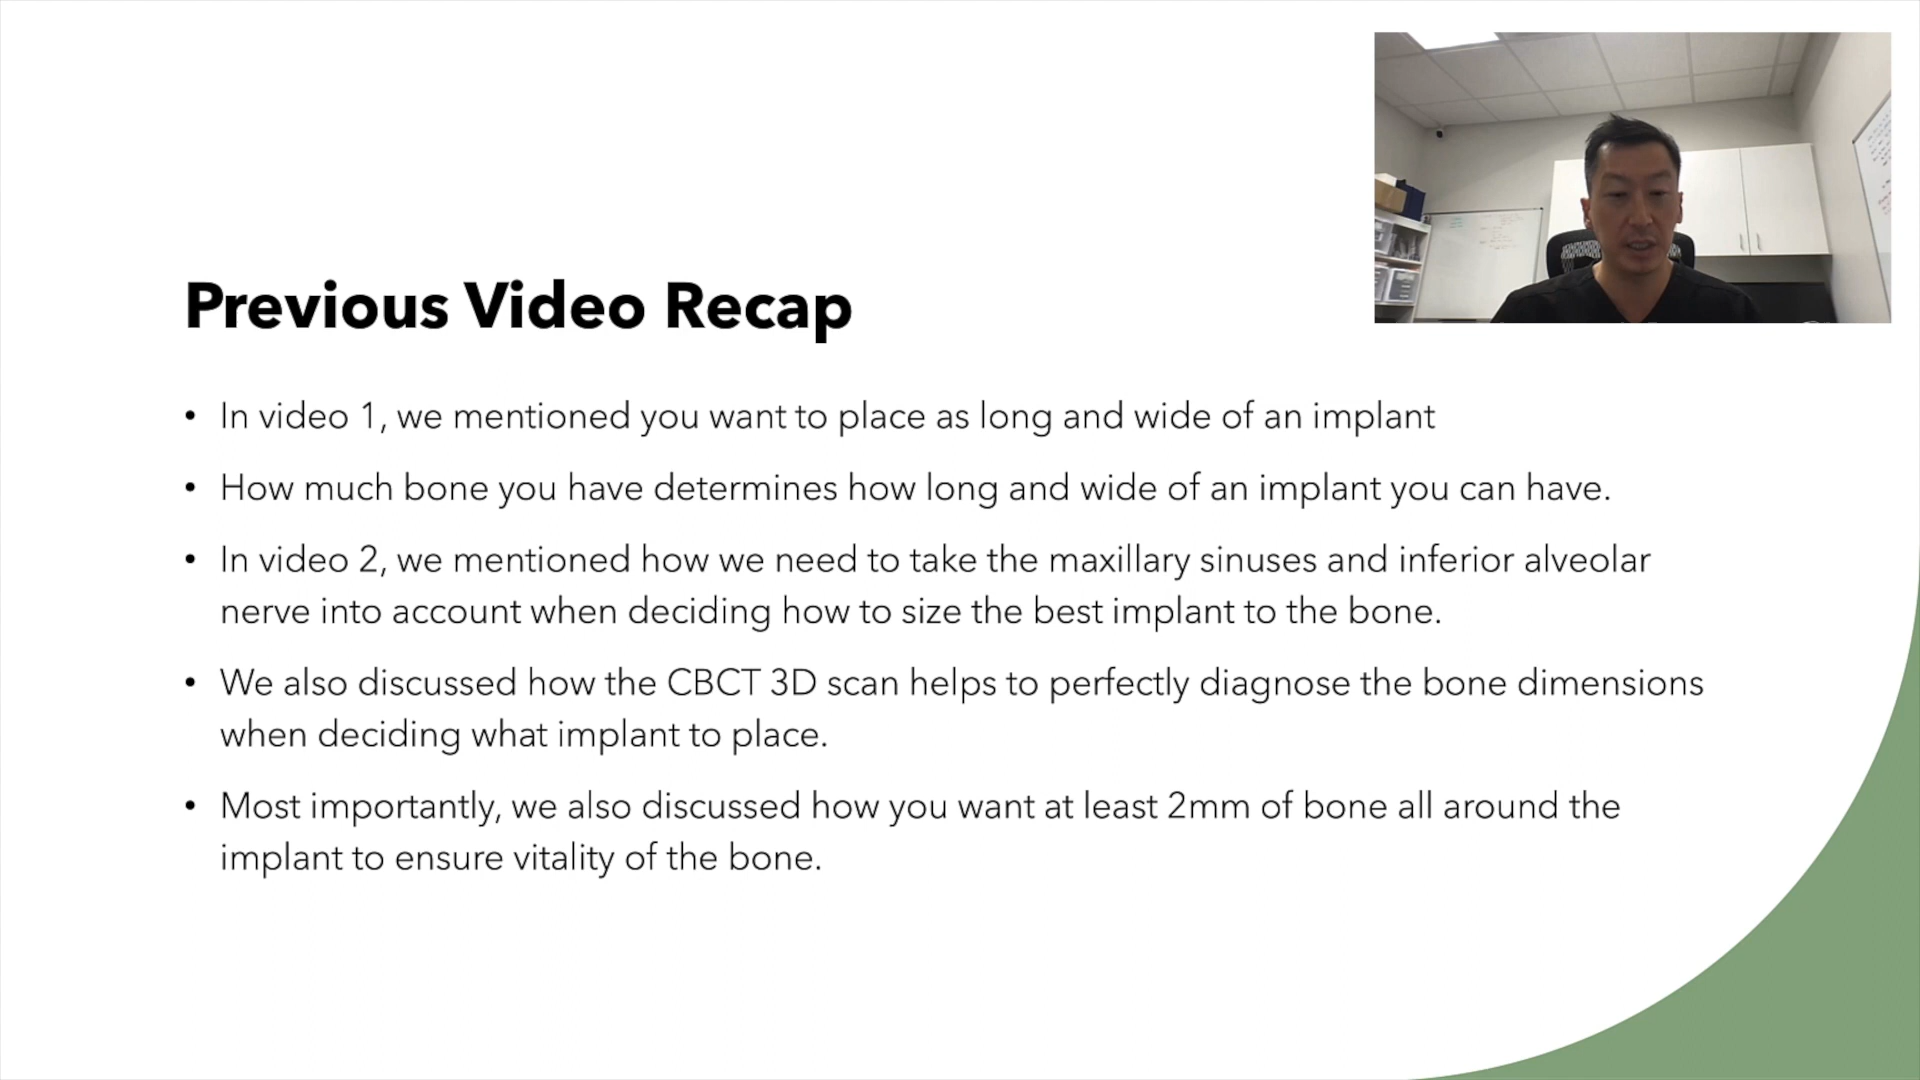 Previous Video Recap
• In video 1, we mentioned you want to place as long and wide of an implant
• How much bone you have determines how long and wide of an implant you can have.
• In video 2, we mentioned how we need to take the maxillary sinuses and inferior alveolar
nerve into account when deciding how to size the best implant to the bone.
• We also discussed how the CBCT 3D scan helps to perfectly diagnose the bone dimensions
when deciding what implant to place.
• Most importantly, we also discussed how you want at least 2mm of bone all around the
implant to ensure vitality of the bone.